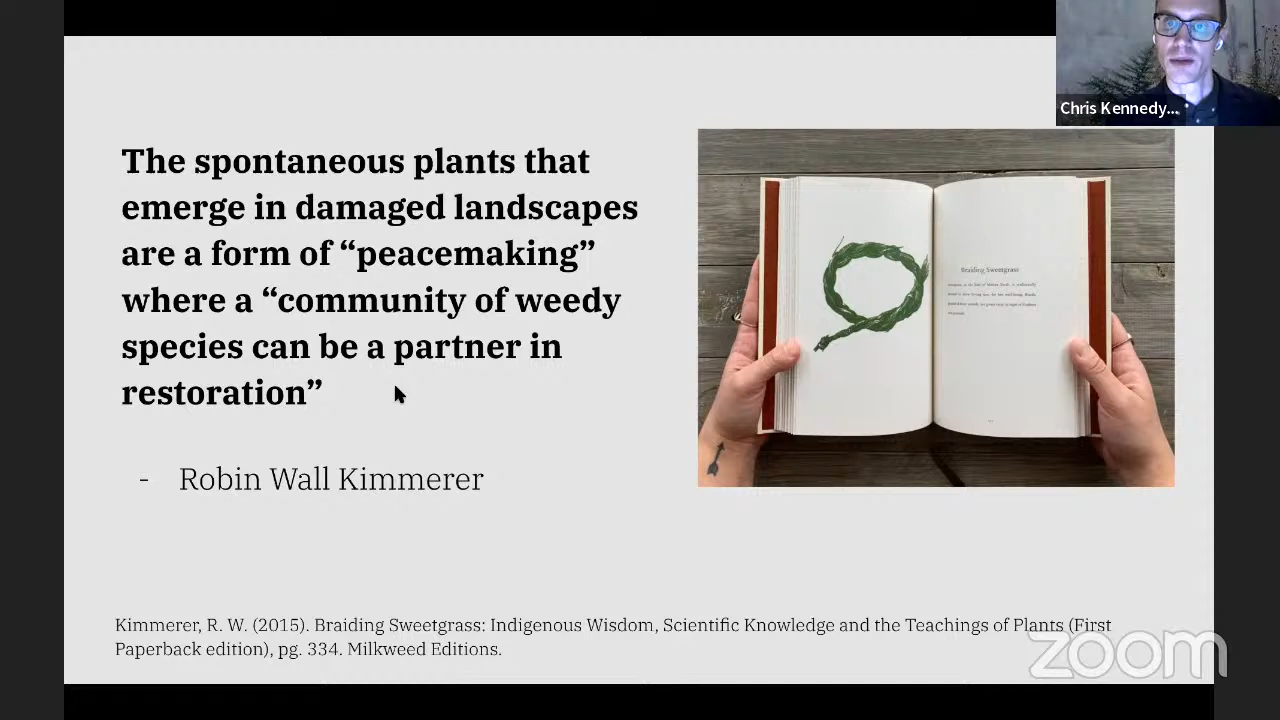 Chris Kennedy...
The spontaneous plants that
emerge in damaged landscapes
are a form of “peacemaking”
where a “community of weedy
species can be a partner in
restoration”
- Robin Wall Kimmerer
Braiding Sweetgrass
Kimmerer, R. W. (2015). Braiding Sweetgrass: Indigenous Wisdom, Scientific Knowledge and the Teachings of Plants (First
Paperback edition), pg. 334. Milkweed Editions.
zoom